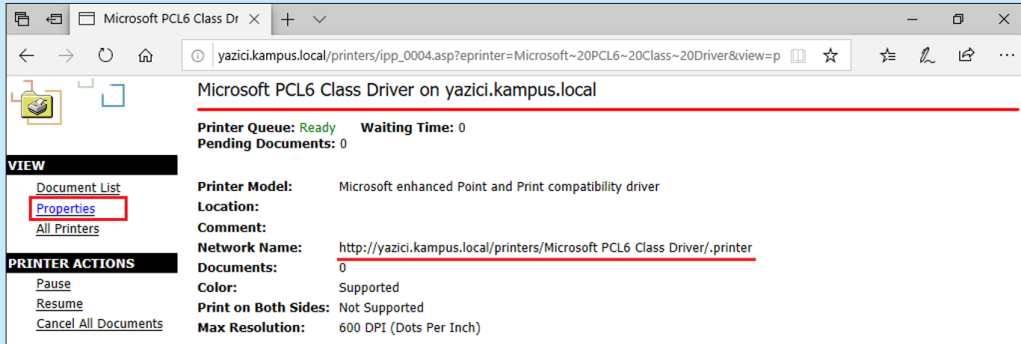 Microsoft PCL6 Class Dr
yazici.kampus.local/printers/ipp_0004.asp?eprinter=Microsoft~20PCL6~20Class~20Driver&view=p
Microsoft PCL6 Class Driver on yazici.kampus.local
Printer Queue: Ready Waiting Time: 0
Pending Documents: 0
VIEW
Document List
Properties
All Printers
PRINTER ACTIONS
Pause
Resume
Cancel All Documents
Printer Model: Microsoft enhanced Point and Print compatibility driver
Location:
Comment:
Network Name: http://yazici.kampus.local/printers/Microsoft PCL6 Class Driver/.printer
Documents: 0
Color: Supported
Print on Both Sides: Not Supported
Max Resolution: 600 DPI (Dots Per Inch)